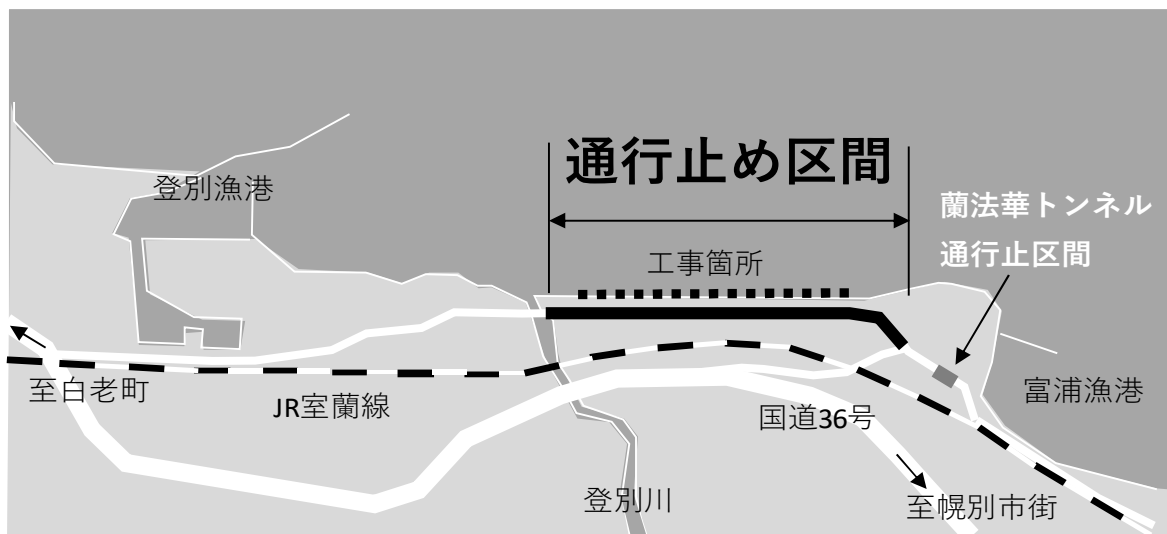 通行止め区間
登別漁港
蘭法華トンネル
通行止区間
工事箇所
至白老町
JR室蘭線
国道36号
富浦漁港
登別川
至幌別市街